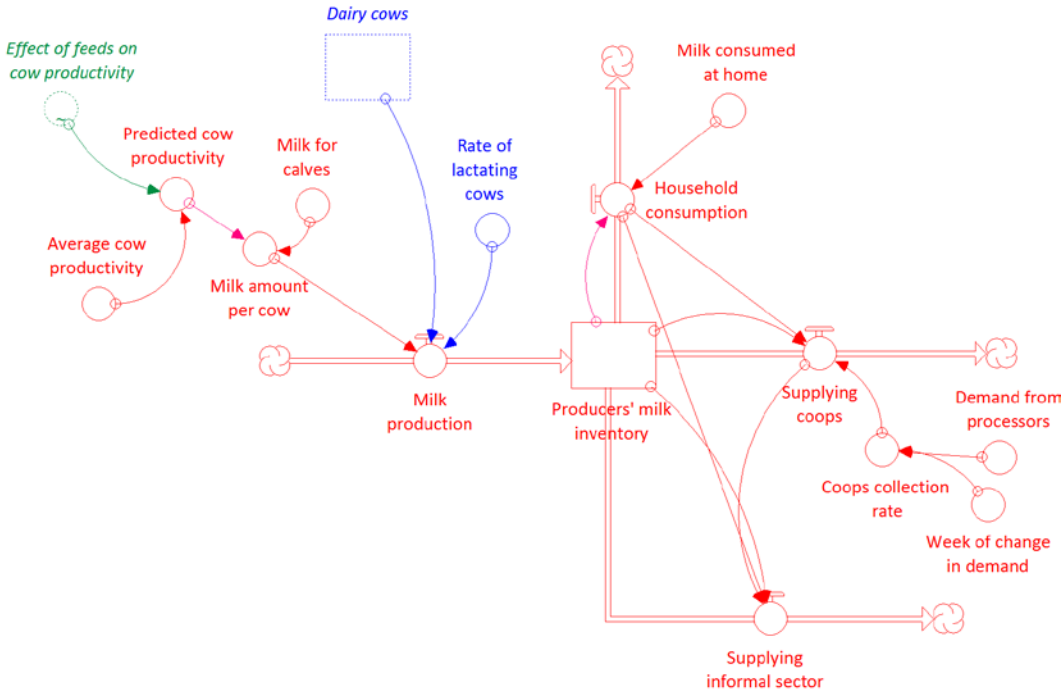 Dairy cows
Effect of feeds on
cow productivity
Milk consumed
at home
Predicted cow
productivity
Milk for
calves
Rate of
lactating
cows
Household
consumption
Average cow
productivity
Milk amount
per cow
Milk
production
Producers' milk
inventory
Supplying
coops
Demand from
processors
Coops collection
rate
Week of change
in demand
Supplying
informal sector